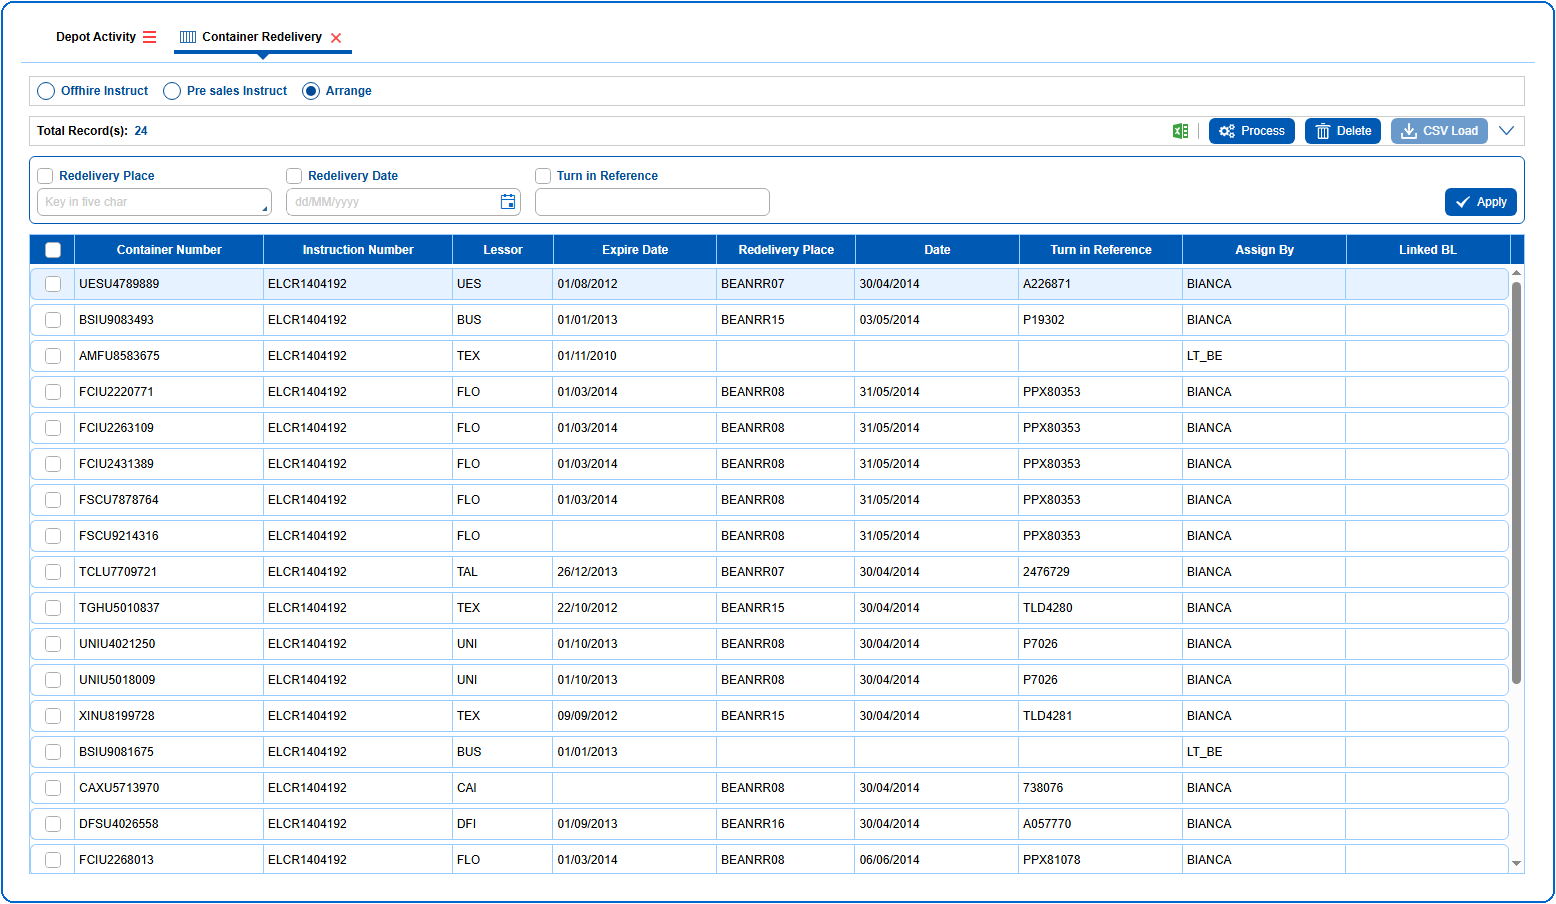 Depot Activity Container Redelivery
Offhire Instruct Pre sales Instruct Arrange
Total Record(s): 24 Process Delete CSV Load
Redelivery Place Redelivery Date Turn in Reference
Key in five char dd/MM/yyyy Apply
Container Number Instruction Number Lessor Expire Date Redelivery Place Date Turn in Reference Assign By Linked BL
UESU4789889 ELCR1404192 UES 01/08/2012 BEANRR07 30/04/2014 A226871 BIANCA
BSIU9083493 ELCR1404192 BUS 01/01/2013 BEANRR15 03/05/2014 P19302 BIANCA
AMFU8583675 ELCR1404192 TEX 01/11/2010 LT_BE
FCIU2220771 ELCR1404192 FLO 01/03/2014 BEANRR08 31/05/2014 PPX80353 BIANCA
FCIU2263109 ELCR1404192 FLO 01/03/2014 BEANRR08 31/05/2014 PPX80353 BIANCA
FCIU2431389 ELCR1404192 FLO 01/03/2014 BEANRR08 31/05/2014 PPX80353 BIANCA
FSCU7878764 ELCR1404192 FLO 01/03/2014 BEANRR08 31/05/2014 PPX80353 BIANCA
FSCU9214316 ELCR1404192 FLO BEANRR08 31/05/2014 PPX80353 BIANCA
TCLU7709721 ELCR1404192 TAL 26/12/2013 BEANRR07 30/04/2014 2476729 BIANCA
TGHU5010837 ELCR1404192 TEX 22/10/2012 BEANRR15 30/04/2014 TLD4280 BIANCA
UNIU4021250 ELCR1404192 UNI 01/10/2013 BEANRR08 30/04/2014 P7026 BIANCA
UNIU5018009 ELCR1404192 UNI 01/10/2013 BEANRR08 30/04/2014 P7026 BIANCA
XINU8199728 ELCR1404192 TEX 09/09/2012 BEANRR15 30/04/2014 TLD4281 BIANCA
BSIU9081675 ELCR1404192 BUS 01/01/2013 LT_BE
CAXU5713970 ELCR1404192 CAI BEANRR08 30/04/2014 738076 BIANCA
DFSU4026558 ELCR1404192 DFI 01/09/2013 BEANRR16 30/04/2014 A057770 BIANCA
FCIU2268013 ELCR1404192 FLO 01/03/2014 BEANRR08 06/06/2014 PPX81078 BIANCA